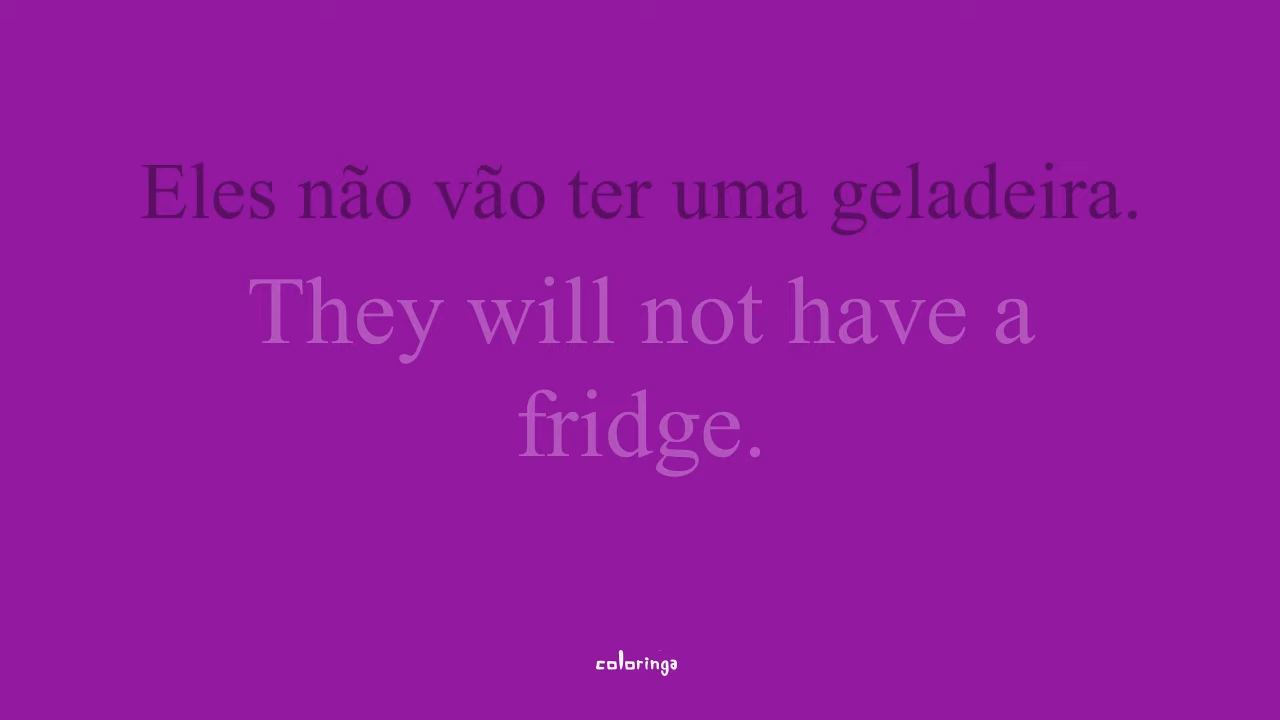 Eles não vão ter uma geladeira.
They will not have a
fridge.
coloringa